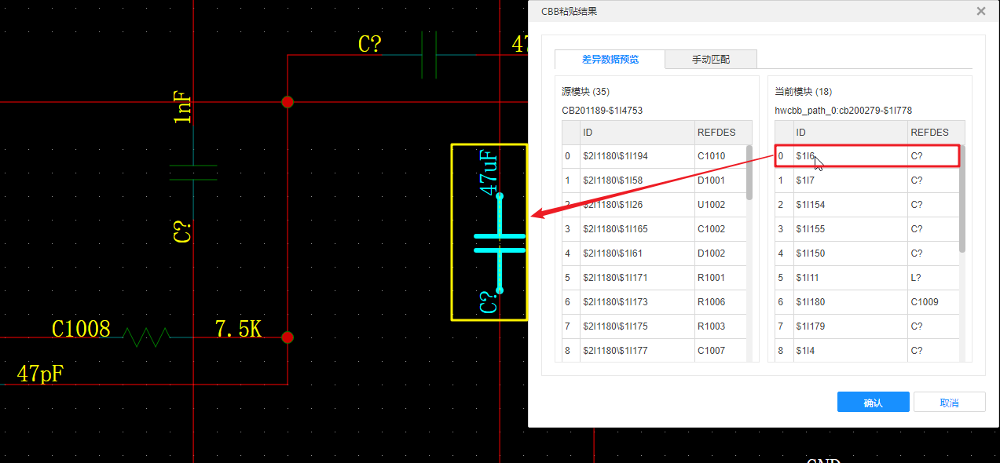 C?
47
1nF
47uF
C?
C?
C1008
7.5K
47pF
GND
CBB粘贴结果
差异数据预览
手动匹配
源模块 (35)
CB201189-$1I4753
ID REFDES
0 $2I1180\$1I194 C1010
1 $2I1180\$1I58 D1001
2 $2I1180\$1I26 U1002
3 $2I1180\$1I165 C1002
4 $2I1180\$1I61 D1002
5 $2I1180\$1I171 R1001
6 $2I1180\$1I173 R1006
7 $2I1180\$1I175 R1003
8 $2I1180\$1I177 C1007
当前模块 (18)
hwcbb_path_0:cb200279-$1I778
ID REFDES
0 $1I6 C?
1 $1I7 C?
2 $1I154 C?
3 $1I155 C?
4 $1I150 C?
5 $1I11 L?
6 $1I180 C1009
7 $1I179 C?
8 $1I4 C?
确认
取消